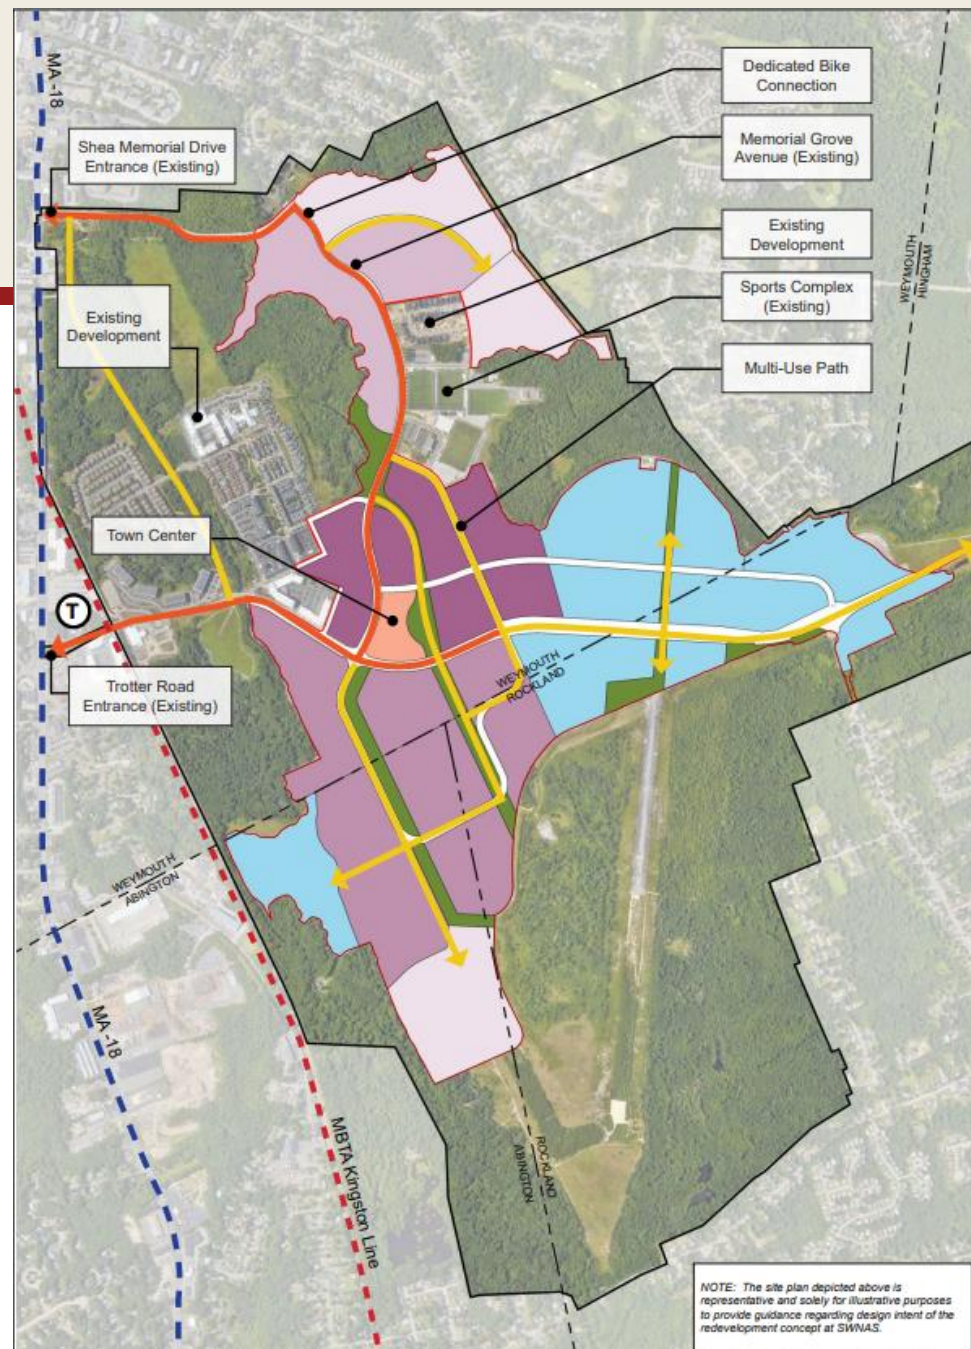 MA -18
Dedicated Bike
Connection
Shea Memorial Drive
Entrance (Existing)
Memorial Grove
Avenue (Existing)
Existing
Development
WEYMOUTH
HINGHAM
Sports Complex
(Existing)
Existing
Development
Multi-Use Path
Town Center
T
WEYMOUTH
ROCKLAND
Trotter Road
Entrance (Existing)
WEYMOUTH
ABINGTON
MA -18
MBTA Kingston Line
ROCKLAND
ABINGTON
NOTE: The site plan depicted above is
representative and solely for illustrative purposes
to provide guidance regarding design intent of the
redevelopment concept at SWNAS.